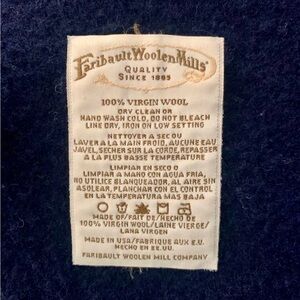 Faribault Woolen Mills®
QUALITY
SINCE 1865
100% VIRGIN WOOL
DRY CLEAN OR
HAND WASH COLD, DO NOT BLEACH
LINE DRY, IRON ON LOW SETTING
NETTOYER A SEC OU
LAVER A LA MAIN FROID, AUCUNE EAU
JAVEL, SECHER SUR LA CORDE, REPASSER
A LA PLUS BASSE TEMPERATURE
LIMPIAR EN SECO O
LIMPIAR A MANO CON AGUA FRIA,
NO UTILICE BLANQUEADOR, AL AIRE SIN
ASOLEAR, PLANCHAR CON EL CONTROL
EN LA TEMPERATURA MAS BAJA
MADE OF/FAIT DE/HECHO DE
100% VIRGIN WOOL/LAINE VIERGE/
LANA VIRGEN
MADE IN USA/FABRIQUE AUX E.U.
HECHO EN EE.UU.
FARIBAULT WOOLEN MILL COMPANY